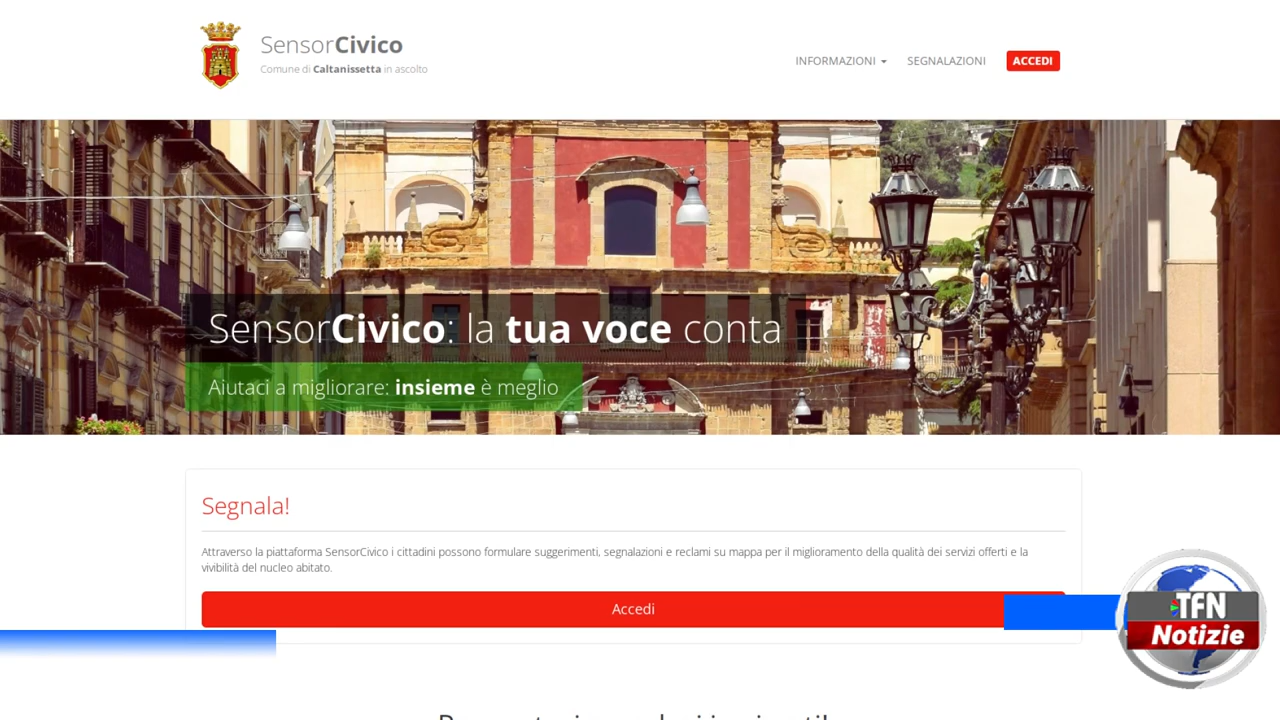 SensorCivico
Comune di Caltanissetta in ascolto
INFORMAZIONI
SEGNALAZIONI
ACCEDI
SensorCivico: la tua voce conta
Aiutaci a migliorare: insieme è meglio
Segnala!
Attraverso la piattaforma SensorCivico i cittadini possono formulare suggerimenti, segnalazioni e reclami su mappa per il miglioramento della qualità dei servizi offerti e la
vivibilità del nucleo abitato.
Accedi
TFN
Notizie